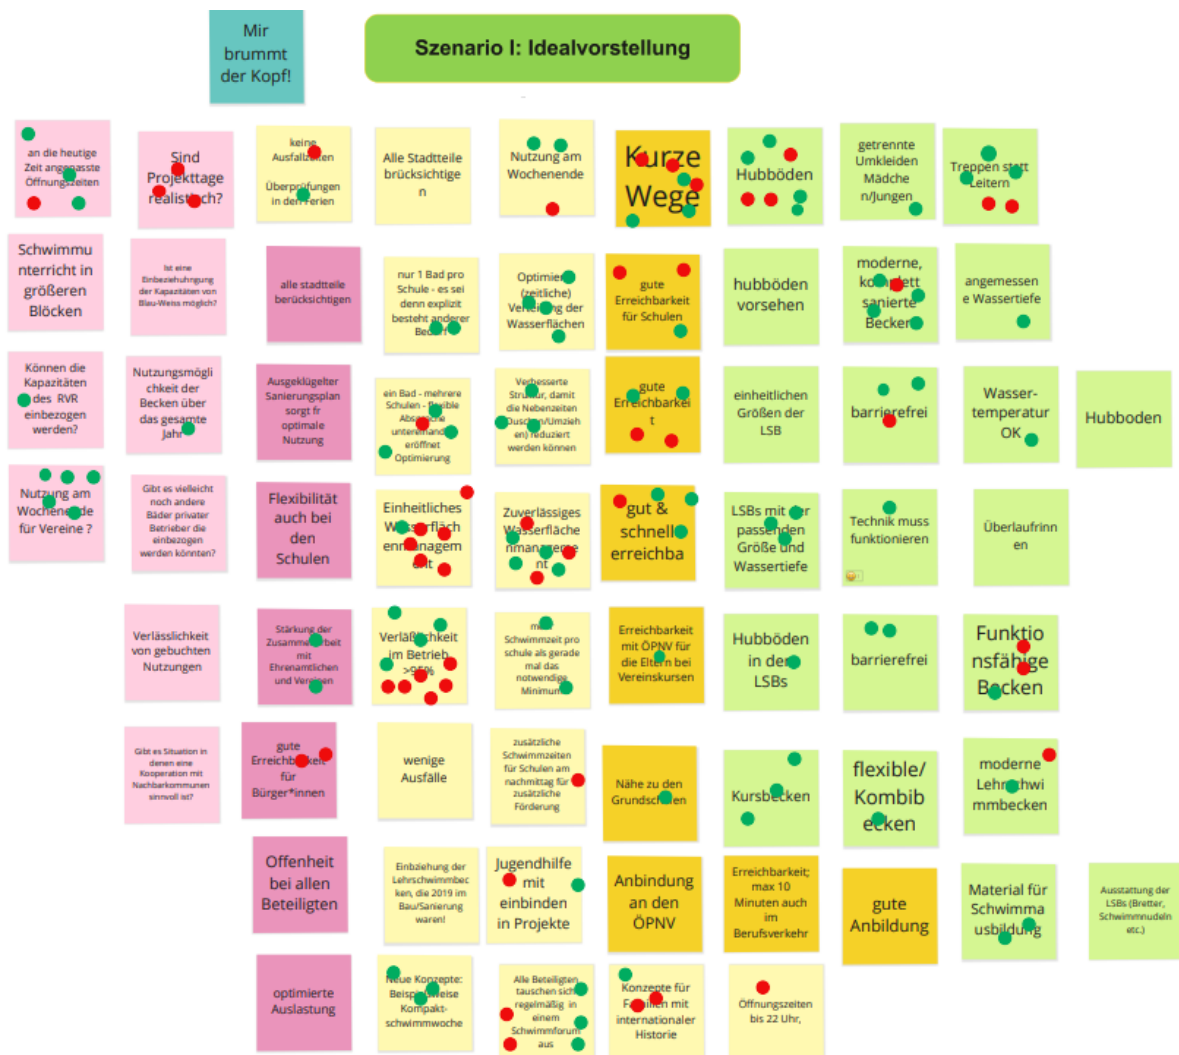 Mir
brummt
der Kopf!
Szenario I: Idealvorstellung
an die heutige
Zeit angepasste
Öffnungszeiten
Sind
Projekttage
realistisch?
keine
Ausfallzeiten
Überprüfungen
in den Ferien
Alle Stadtteile
brücksichtige
n
Nutzung am
Wochenende
Kurze
Wege
Hubböden
getrennte
Umkleiden
Mädche
n/Jungen
Treppen statt
Leitern
Schwimmu
nterricht in
größeren
Blöcken
Ist eine
Einbeziehuhngung
der Kapazitäten von
Blau-Weiss möglich?
alle stadtteile
berücksichtigen
nur 1 Bad pro
Schule - es sei
denn explizit
besteht anderer
Bedarf
Optimierte
(zeitliche)
Verteilung der
Wasserflächen
gute
Erreichbarkeit
für Schulen
hubböden
vorsehen
moderne,
komplett
sanierte
Becken
angemessen
e Wassertiefe
Können die
Kapazitäten
des RVR
einbezogen
werden?
Nutzungsmögli
chkeit der
Becken über
das gesamte
Jahr
Ausgeklügelter
Sanierungsplan
sorgt fr
optimale
Nutzung
ein Bad - mehrere
Schulen - flexible
Absprache
untereinander
eröffnet
Optimierung
Verbesserte
Struktur, damit
die Nebenzeiten
(Duschen/Umzieh
en) reduziert
werden können
gute
Erreichbarkei
t
einheitlichen
Größen der
LSB
barrierefrei
Wasser-
temperatur
OK
Hubboden
Nutzung am
Wochenende
für Vereine ?
Gibt es vielleicht
noch andere
Bäder privater
Betrieber die
einbezogen
werden könnten?
Flexibilität
auch bei
den
Schulen
Einheitliches
Wasserfläch
enmanagem
ent
Zuverlässiges
Wasserfläche
nmanageme
nt
gut &
schnell
erreichba
LSBs mit der
passenden
Größe und
Wassertiefe
Technik muss
funktionieren
Überlaufrinn
en
Verlässlichkeit
von gebuchten
Nutzungen
Stärkung der
Zusammenarbeit
mit
Ehrenamtlichen
und Vereinen
Verläßlichkeit
im Betrieb
>95%
mehr
Schwimmzeit pro
schule als gerade
mal das
notwendige
Minimum
Erreichbarkeit
mit ÖPNV für
die Eltern bei
Vereinskursen
Hubböden
in den
LSBs
barrierefrei
Funktio
nsfähige
Becken
Gibt es Situation in
denen eine
Kooperation mit
Nachbarkommunen
sinnvoll ist?
gute
Erreichbarkeit
für
Bürger*innen
wenige
Ausfälle
zusätzliche
Schwimmzeiten
für Schulen am
nachmittag für
zusätzliche
Förderung
Nähe zu den
Grundschulen
Kursbecken
flexible/
Kombib
ecken
moderne
Lehrschwi
mmbecken
Offenheit
bei allen
Beteiligten
Einbziehung der
Lehrschwimmbec
ken, die 2019 im
Bau/Sanierung
waren!
Jugendhilfe
mit
einbinden
in Projekte
Anbindung
an den
ÖPNV
Erreichbarkeit;
max 10
Minuten auch
im
Berufsverkehr
gute
Anbildung
Material für
Schwimma
usbildung
Ausstattung der
LSBs (Bretter,
Schwimmnudeln
etc.)
optimierte
Auslastung
Neue Konzepte:
Beispielsweise
Kompakt-
schwimmwoche
Alle Beteiligten
tauschen sich
regelmäßig in
einem
Schwimmforum
aus
Konzepte für
Familien mit
internationaler
Historie
Öffnungszeiten
bis 22 Uhr,